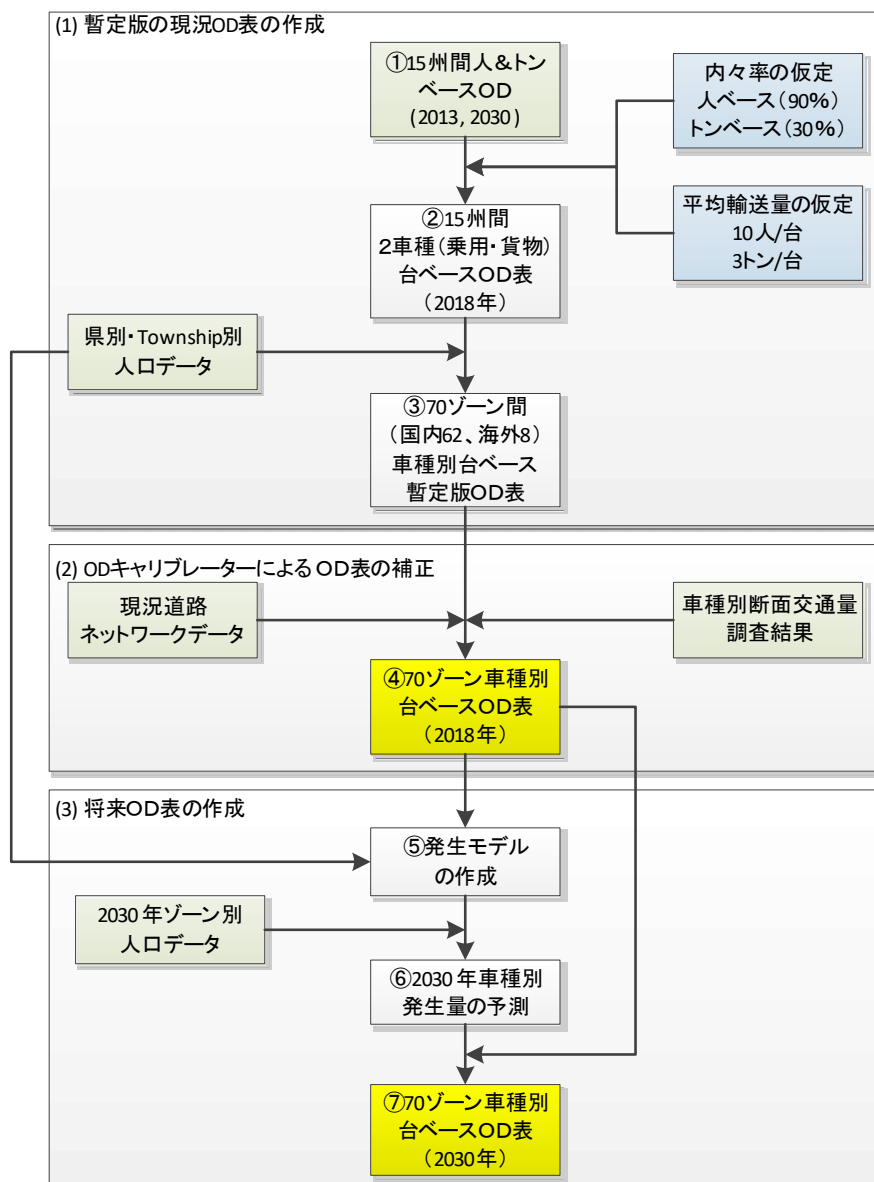 (1) 暫定版の現況OD表の作成
①15州間人&トン
ベースOD
(2013, 2030)
内々率の仮定
人ベース(90%)
トンベース(30%)
平均輸送量の仮定
10人/台
3トン/台
②15州間
2車種(乗用・貨物)
台ベースOD表
(2018年)
県別・Township別
人口データ
③70ゾーン間
(国内62、海外8)
車種別台ベース
暫定版OD表
(2) ODキャリブレーターによるOD表の補正
現況道路
ネットワークデータ
車種別断面交通量
調査結果
④70ゾーン車種別
台ベースOD表
(2018年)
(3) 将来OD表の作成
⑤発生モデル
の作成
2030年ゾーン別
人口データ
⑥2030年車種別
発生量の予測
⑦70ゾーン車種別
台ベースOD表
(2030年)